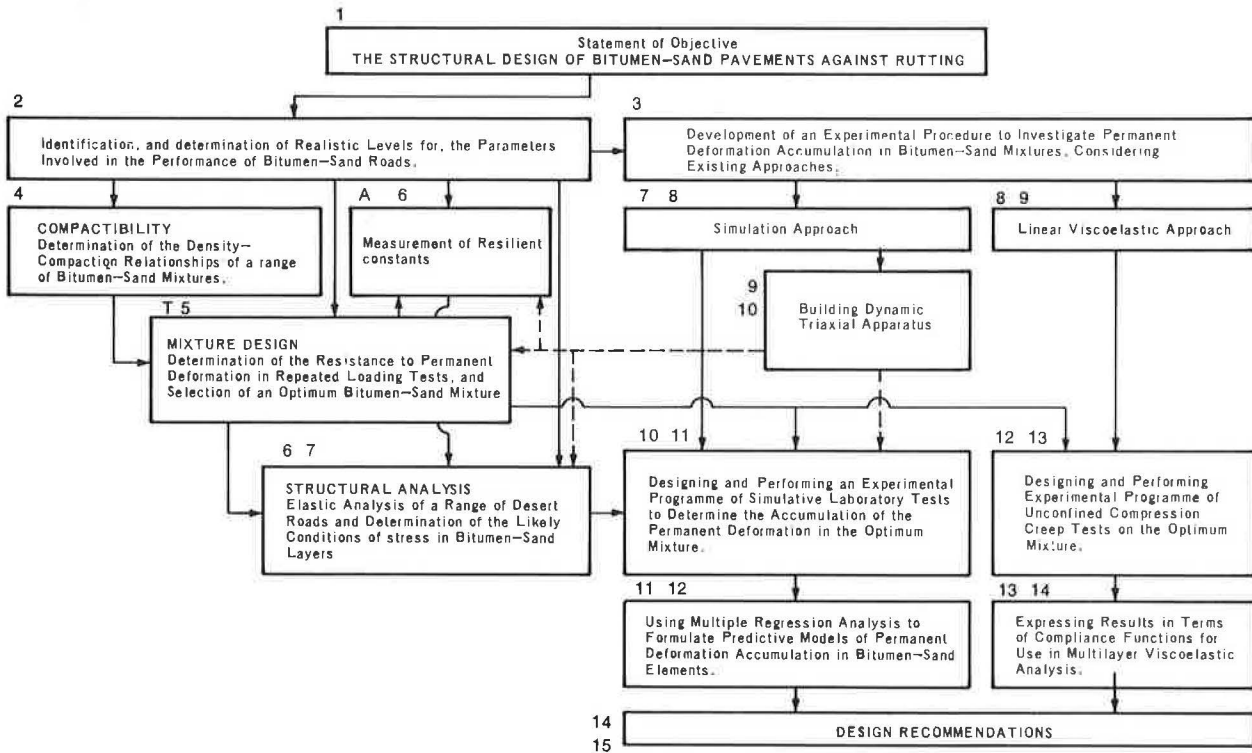 1
Statement of Objective
THE STRUCTURAL DESIGN OF BITUMEN—SAND PAVEMENTS AGAINST RUTTING
2
Identification, and determination of Realistic Levels for, the Parameters
Involved in the Performance of Bitumen—Sand Roads.
3
Development of an Experimental Procedure to Investigate Permanent
Deformation Accumulation in Bitumen—Sand Mixtures, Considering
Existing Approaches.
4
COMPACTIBILITY
Determination of the Density—
Compaction Relationships of a range
of Bitumen—Sand Mixtures.
A 6
Measurement of Resilient
constants
7 8
Simulation Approach
8 9
Linear Viscoelastic Approach
9
10
Building Dynamic
Triaxial Apparatus
T 5
MIXTURE DESIGN
Determination of the Resistance to Permanent
Deformation in Repeated Loading Tests, and
Selection of an Optimum Bitumen—Sand Mixture
6 7
STRUCTURAL ANALYSIS
Elastic Analysis of a Range of Desert
Roads and Determination of the Likely
Conditions of stress in Bitumen—Sand
Layers
10 11
Designing and Performing an Experimental
Programme of Simulative Laboratory Tests
to Determine the Accumulation of the
Permanent Deformation in the Optimum
Mixture.
12 13
Designing and Performing
Experimental Programme of
Unconfined Compression
Creep Tests on the Optimum
Mixture.
11 12
Using Multiple Regression Analysis to
Formulate Predictive Models of Permanent
Deformation Accumulation in Bitumen—Sand
Elements.
13 14
Expressing Results in Terms
of Compliance Functions for
Use in Multilayer Viscoelastic
Analysis.
14
15
DESIGN RECOMMENDATIONS